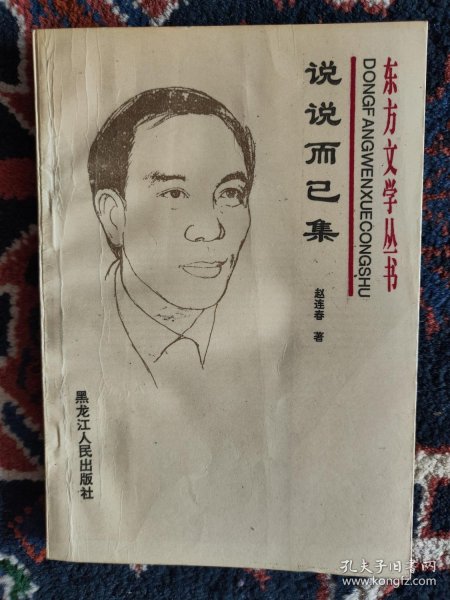 东方文学丛书
DONGFANGWENXUECONGSHU
说说而已集
赵连春 著
黑龙江人民出版社
孔夫子旧书网
www.kongfz.com